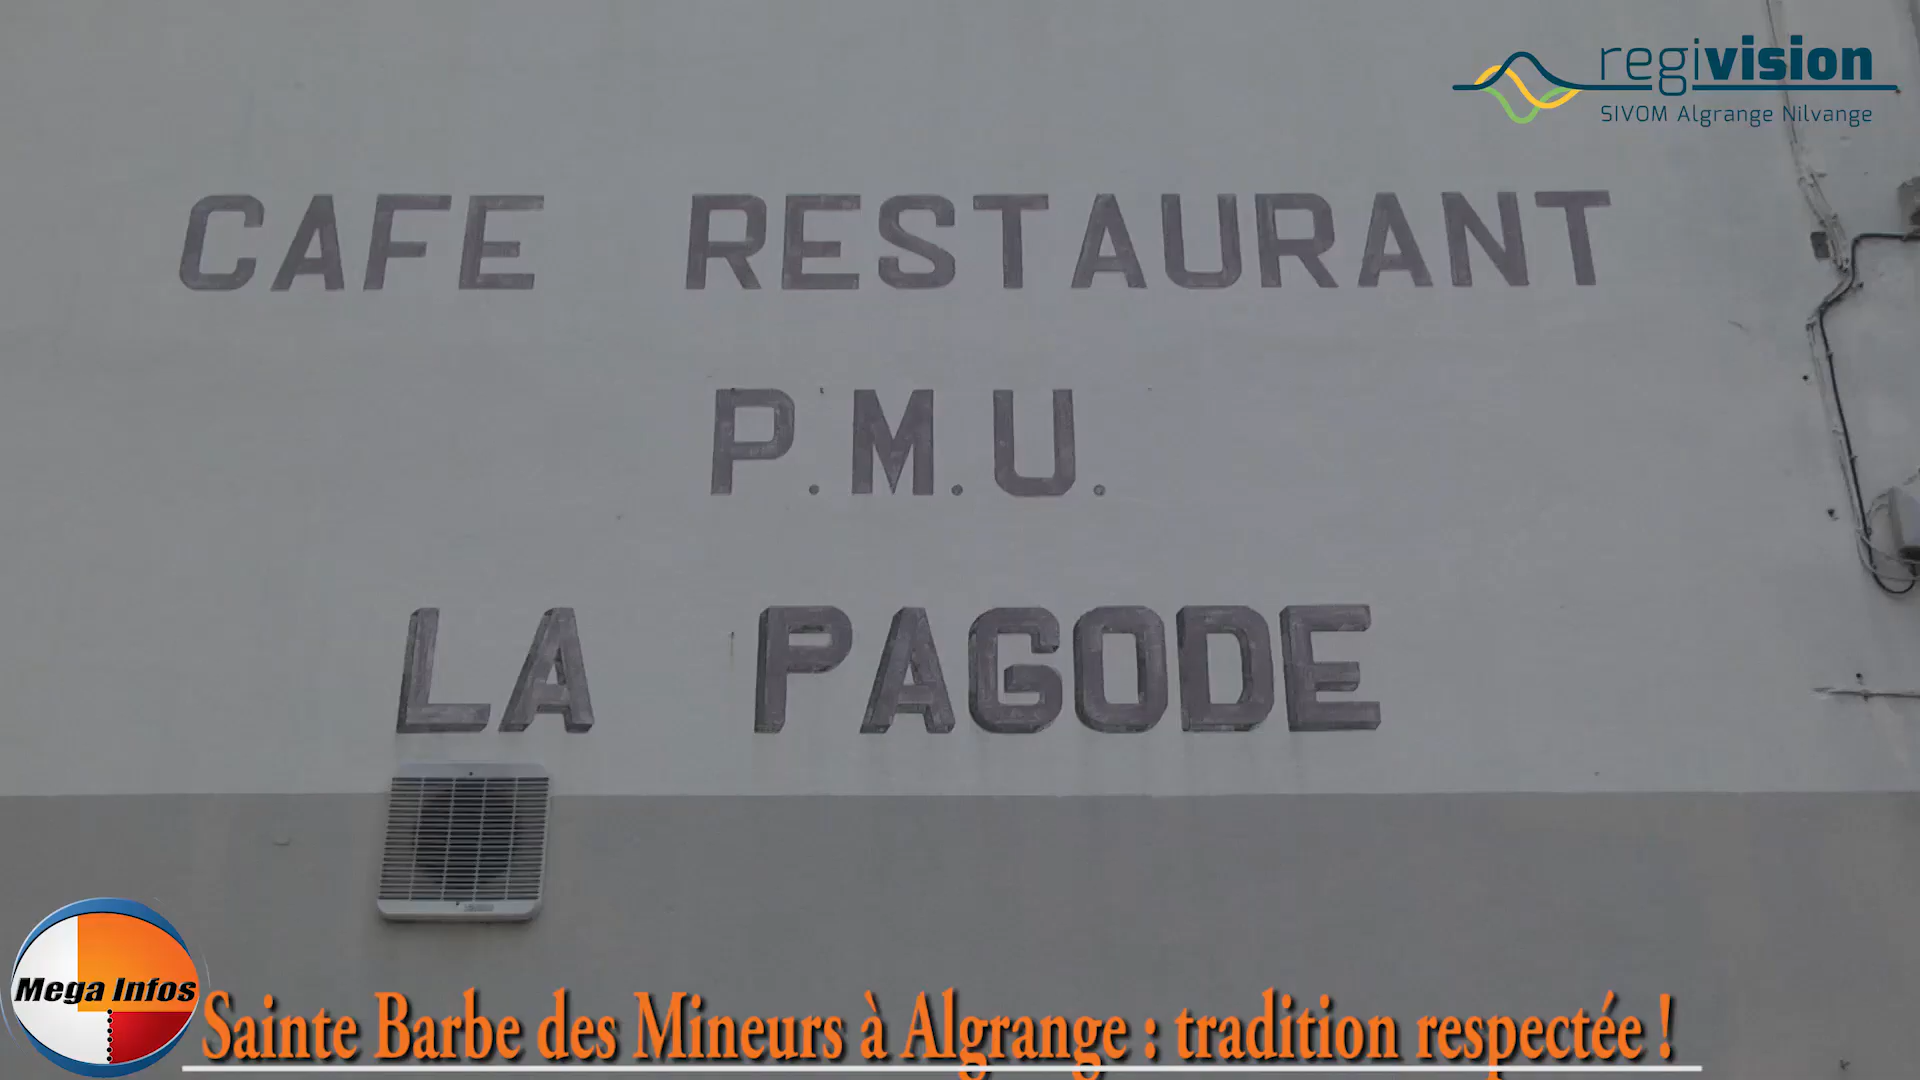 regivision
SIVOM Algrange Nilvange
CAFE RESTAURANT
P.M.U.
LA PAGODE
Mega Infos
Sainte Barbe des Mineurs à Algrange : tradition respectée !